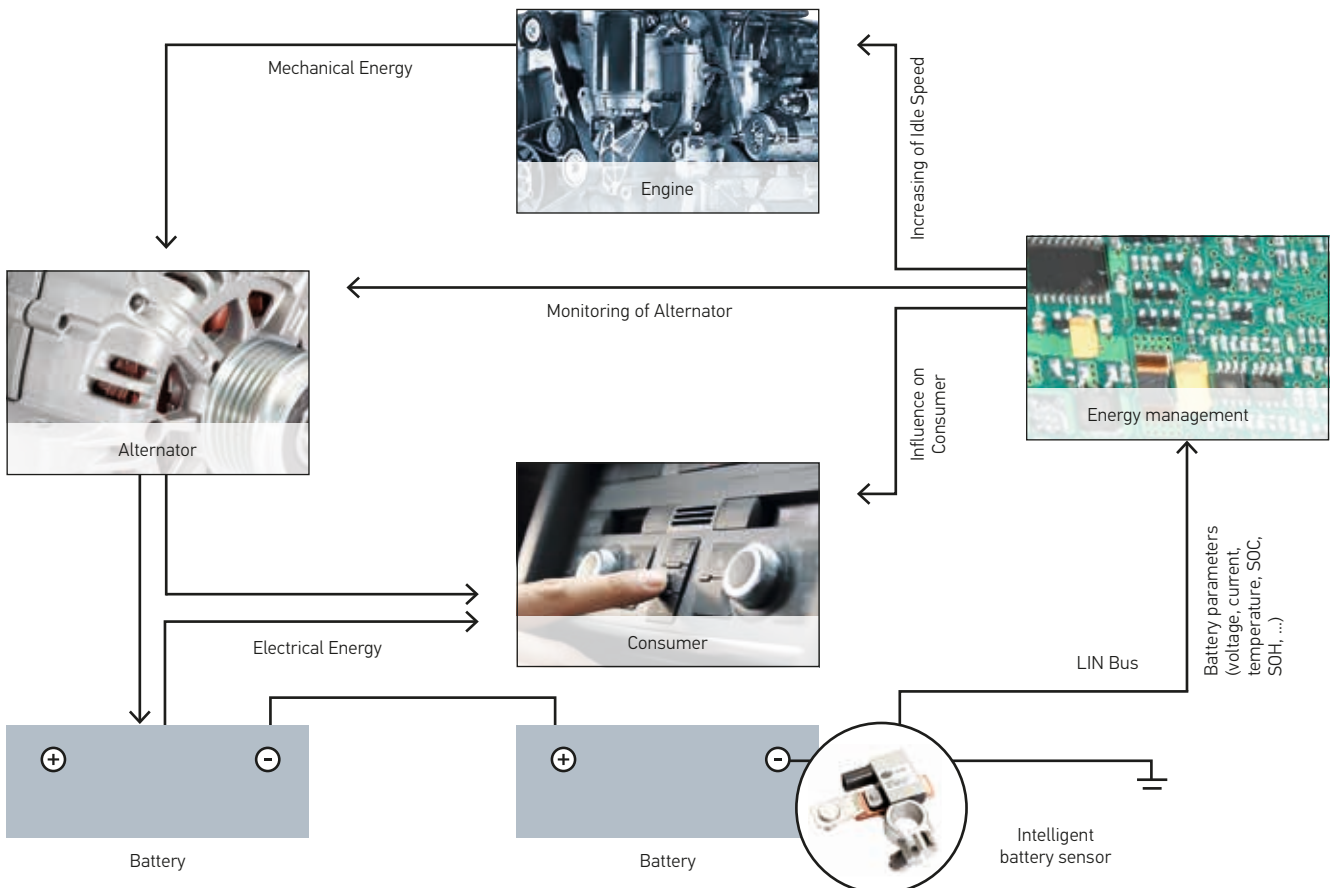 Mechanical Energy
Engine
Increasing of Idle Speed
Monitoring of Alternator
Alternator
Energy management
Influence on
Consumer
Consumer
Electrical Energy
LIN Bus
Battery parameters
(voltage, current,
temperature, SOC,
SOH, ...)
+
-
+
-
Battery
Battery
Intelligent
battery sensor